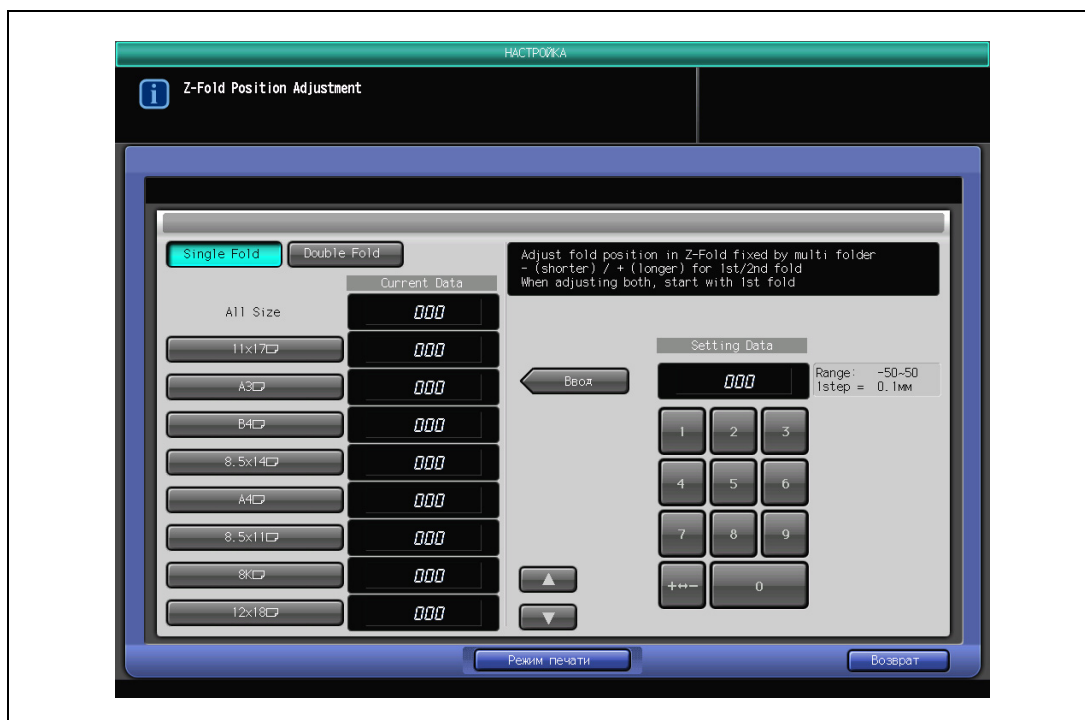 НАСТРОЙКА
Z-Fold Position Adjustment
Single Fold
Double Fold
Adjust fold position in Z-Fold fixed by multi folder
- (shorter) / + (longer) for 1st/2nd fold
When adjusting both, start with 1st fold
Current Data
All Size 000
11x17 000
A3 000
B4 000
8.5x14 000
A4 000
8.5x11 000
8K 000
12x18 000
Ввод
Setting Data
000
Range: -50~50
1step = 0.1мм
1 2 3
4 5 6
7 8 9
+↔- 0
▲
▼
Режим печати
Возврат